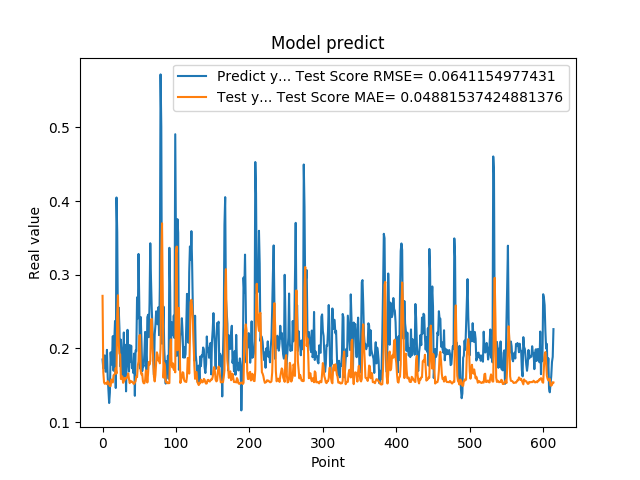 Model predict
Predict y... Test Score RMSE= 0.0641154977431
Test y... Test Score MAE= 0.04881537424881376
Real value
0.5
0.4
0.3
0.2
0.1
0 100 200 300 400 500 600
Point